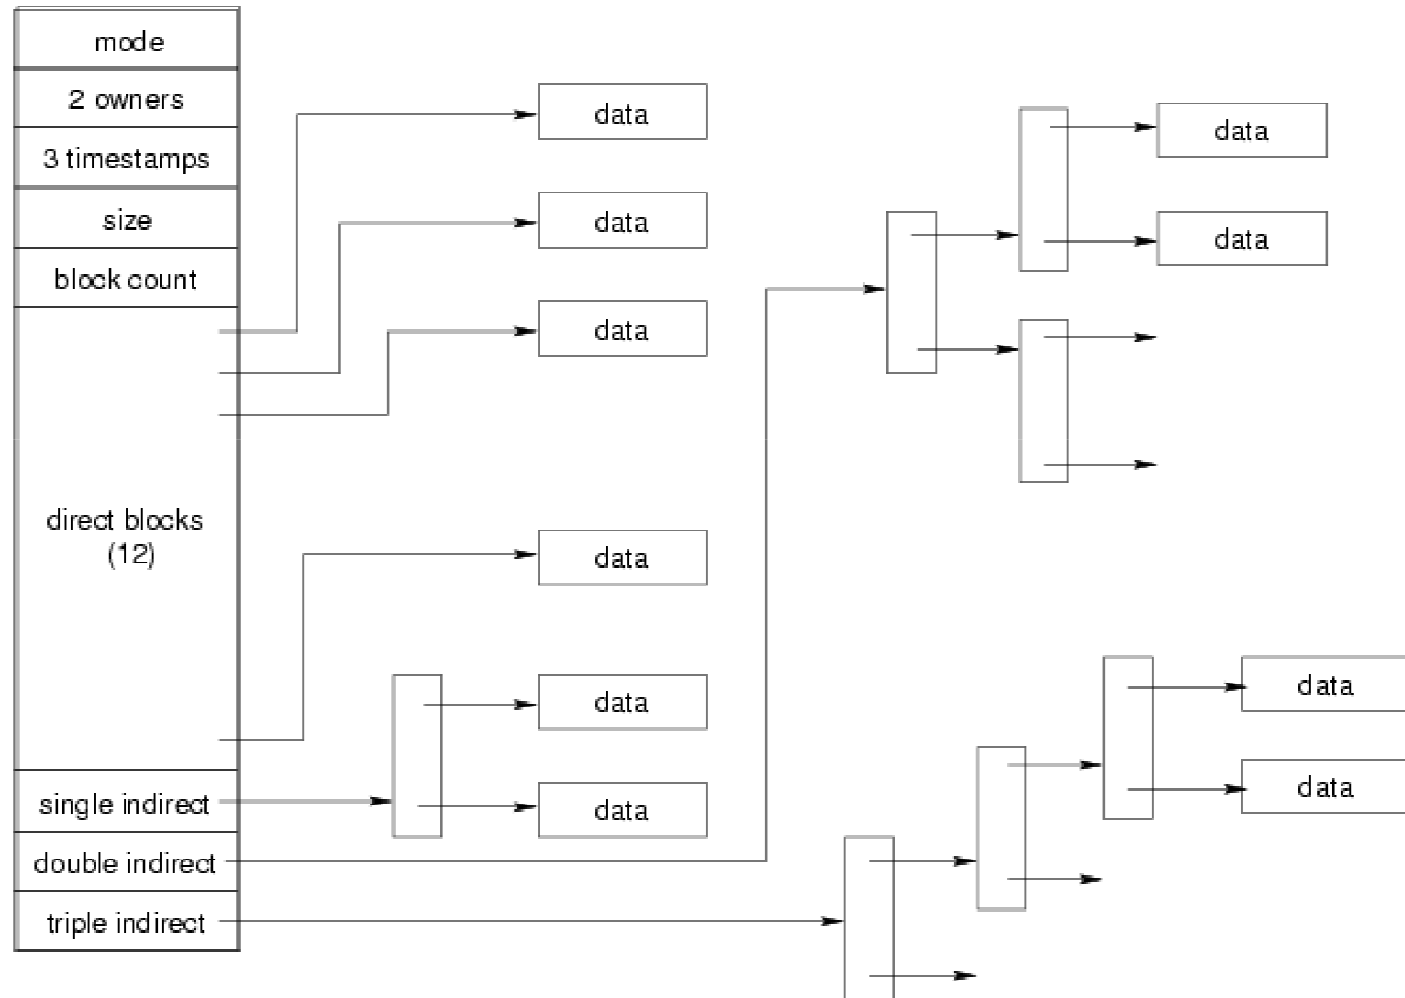 mode
2 owners
3 timestamps
size
block count
direct blocks
(12)
single indirect
double indirect
triple indirect
data
data
data
data
data
data
data
data
data
data